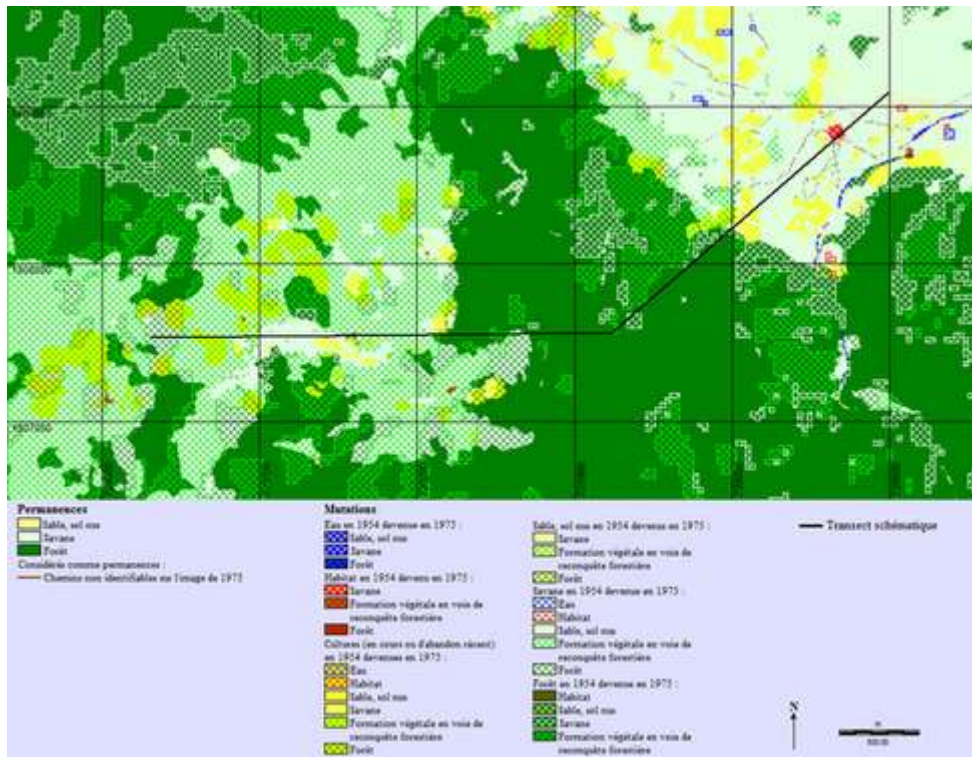 Permanences
Sable, sol nus
Savane
Forêt
Considérés comme permanences :
Chemins non identifiables sur l'image de 1975
Mutations
Eau en 1954 devenue en 1975 :
Sable, sol nus
Savane
Forêt
Habitat en 1954 devenu en 1975 :
Savane
Formation végétale en voie de
reconquête forestière
Forêt
Cultures (en cours ou d'abandon récent)
en 1954 devenues en 1975 :
Eau
Habitat
Sable, sol nus
Savane
Formation végétale en voie de
reconquête forestière
Forêt
Sable, sol nus en 1954 devenus en 1975 :
Savane
Formation végétale en voie de
reconquête forestière
Forêt
Savane en 1954 devenue en 1975 :
Eau
Habitat
Sable, sol nus
Formation végétale en voie de
reconquête forestière
Forêt
Forêt en 1954 devenue en 1975 :
Habitat
Sable, sol nus
Savane
Formation végétale en voie de
reconquête forestière
Transect schématique
N
m